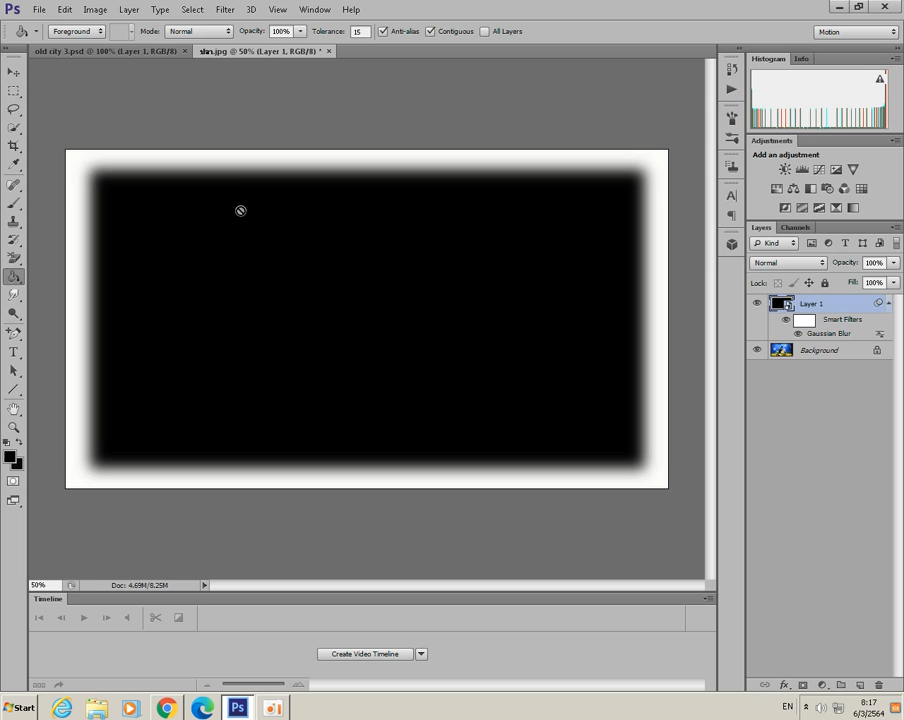 Ps File Edit Image Layer Type Select Filter 3D View Window Help
Foreground Mode: Normal Opacity: 100% Tolerance: 15 Anti-alias Contiguous All Layers Motion
old city 3.psd @ 100% (Layer 1, RGB/8) × .jpg @ 50% (Layer 1, RGB/8) * ×
Histogram Info
Adjustments
Add an adjustment
Layers Channels
Kind
Normal Opacity: 100%
Lock: Fill: 100%
Layer 1
Smart Filters
Gaussian Blur
Background
50% Doc: 4.69M/8.25M
Timeline
Create Video Timeline
Start Ps EN 8:17
6/3/2564